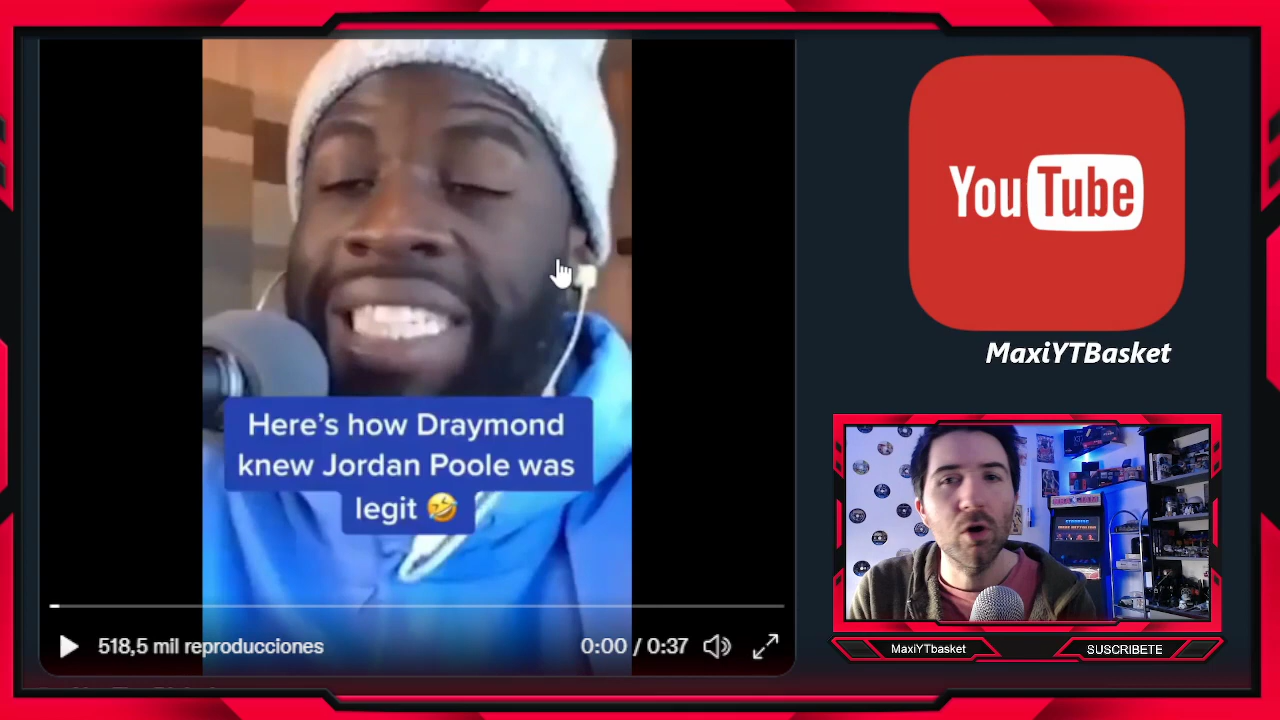 YouTube
MaxiYTBasket
Here's how Draymond
knew Jordan Poole was
legit 🤣
518,5 mil reproducciones
0:00 / 0:37
MaxiYTbasket
SUSCRIBETE